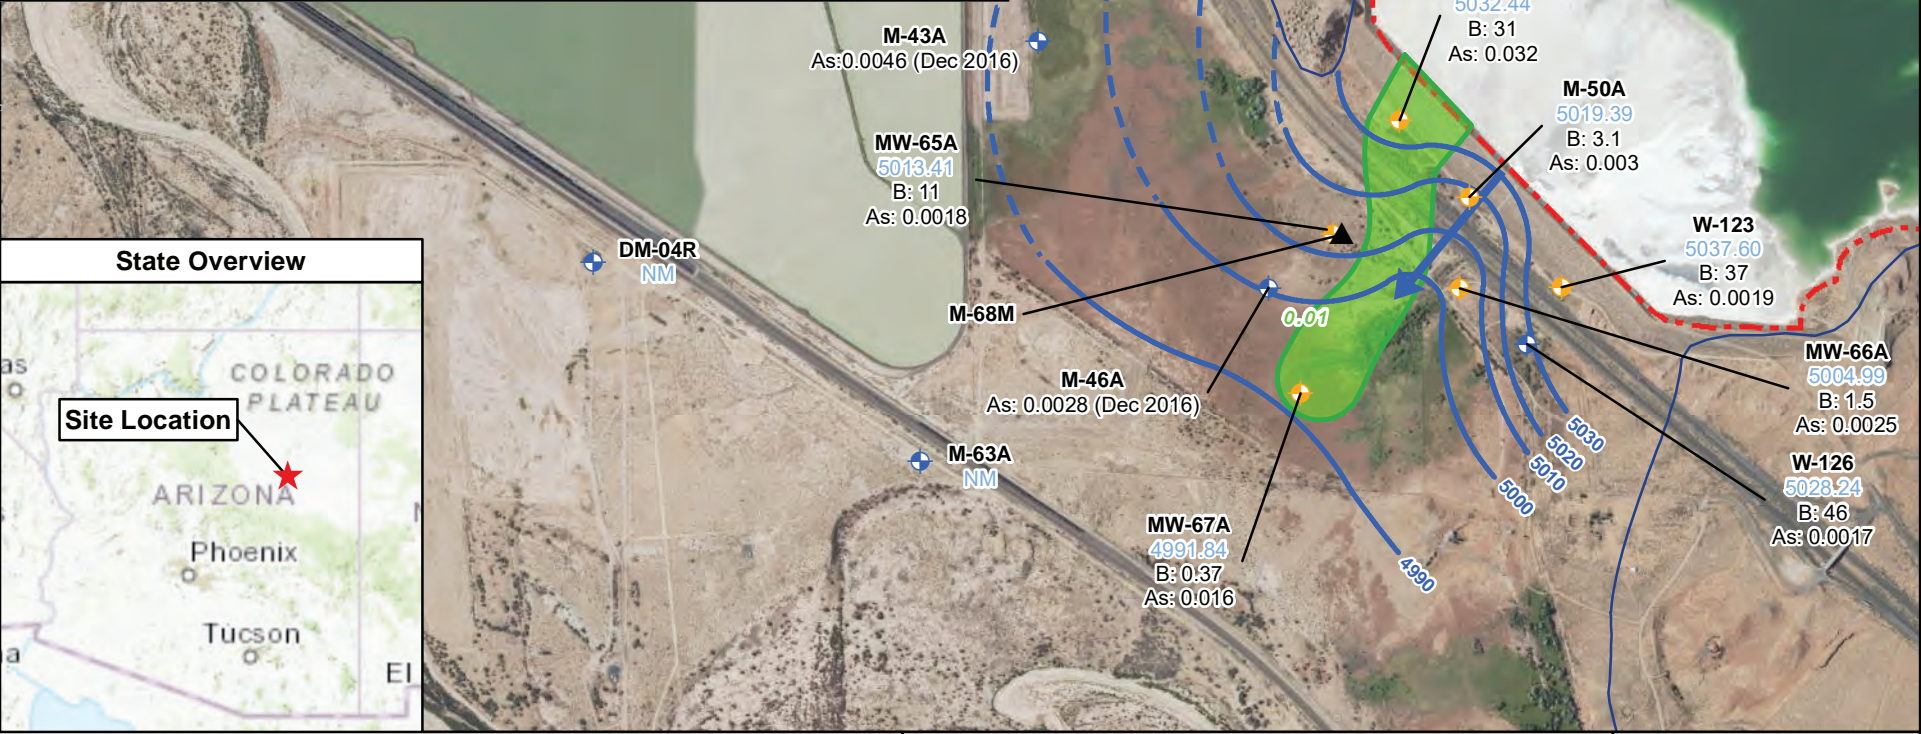 5032.44
B: 31
As: 0.032
M-43A
As:0.0046 (Dec 2016)
M-50A
5019.39
B: 3.1
As: 0.003
MW-65A
5013.41
B: 11
As: 0.0018
W-123
5037.60
B: 37
As: 0.0019
DM-04R
NM
State Overview
M-68M
0.01
COLORADO
PLATEAU
as
Site Location
MW-66A
5004.99
B: 1.5
As: 0.0025
M-46A
As: 0.0028 (Dec 2016)
5030
5020
5010
5000
M-63A
NM
W-126
5028.24
B: 46
As: 0.0017
ARIZONA
Phoenix
MW-67A
4991.84
B: 0.37
As: 0.016
4990
Tucson
a
El